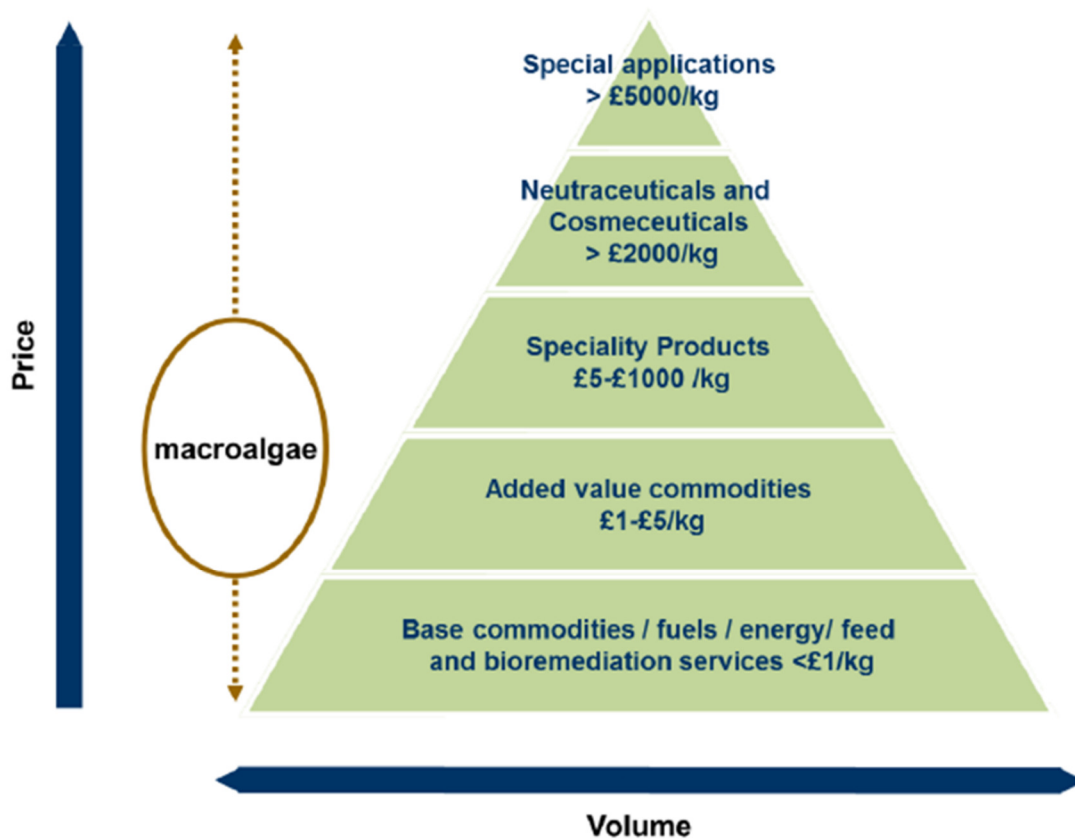 Special applications
> £5000/kg
Neutraceuticals and
Cosmeceuticals
> £2000/kg
Speciality Products
£5-£1000 /kg
Added value commodities
£1-£5/kg
Base commodities / fuels / energy/ feed
and bioremediation services <£1/kg
Price
macroalgae
Volume